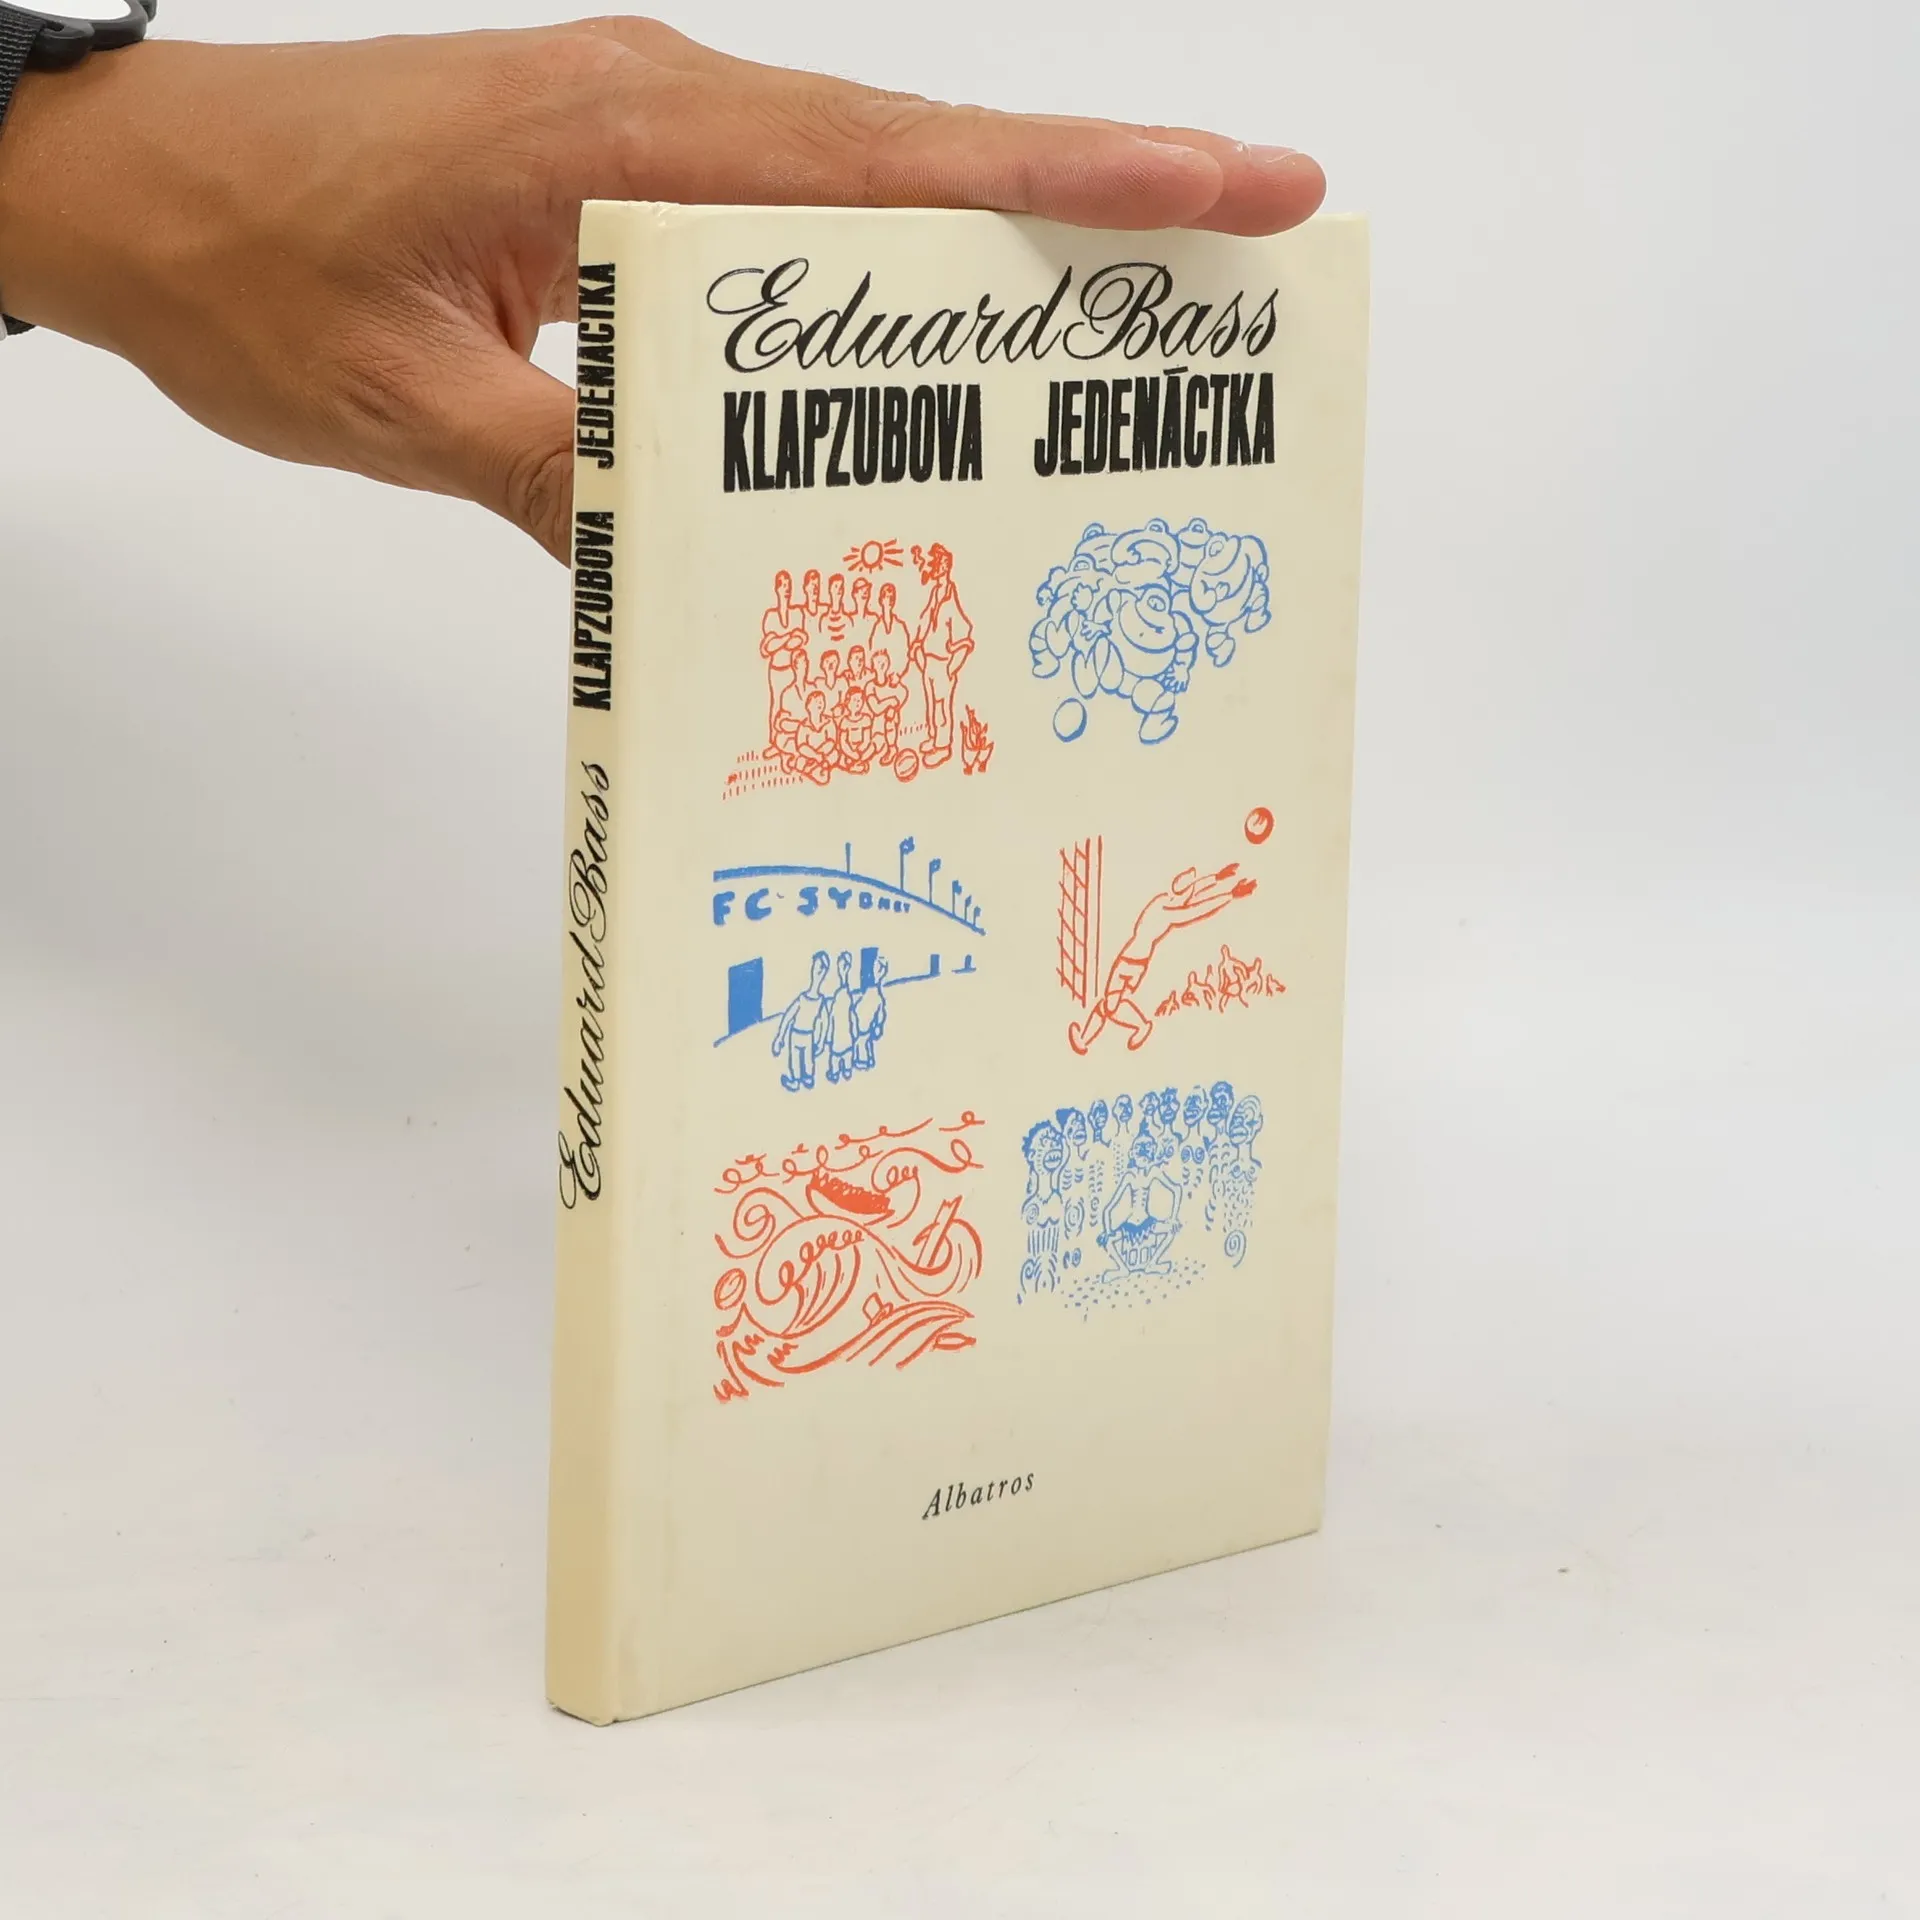 Eduard Bass
KLAPZUBOVA JEDENÁCTKA
FC SYDNEY
Albatros
Eduard Bass KLAPZUBOVA JEDENÁCTKA